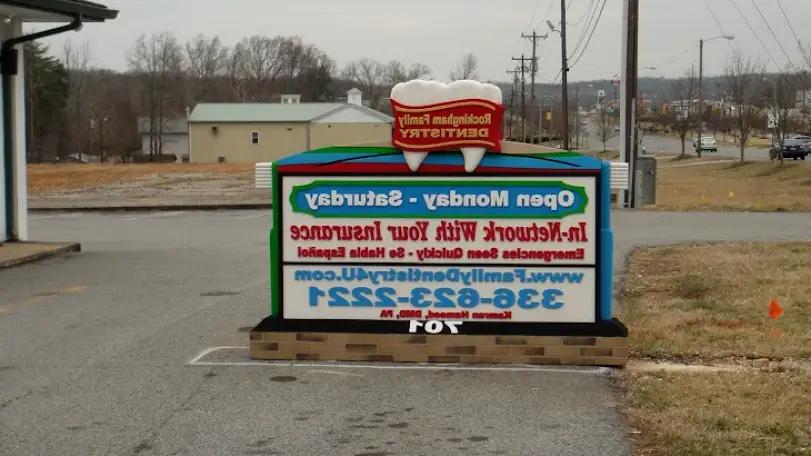 Rockingham Family
DENTISTRY
Open Monday - Saturday
In-Network With Your Insurance
Emergencies Seen Quickly - Se Habla Español
www.FamilyDentistry4U.com
336-623-2221
Kamran Hameed, DMD, PA
701